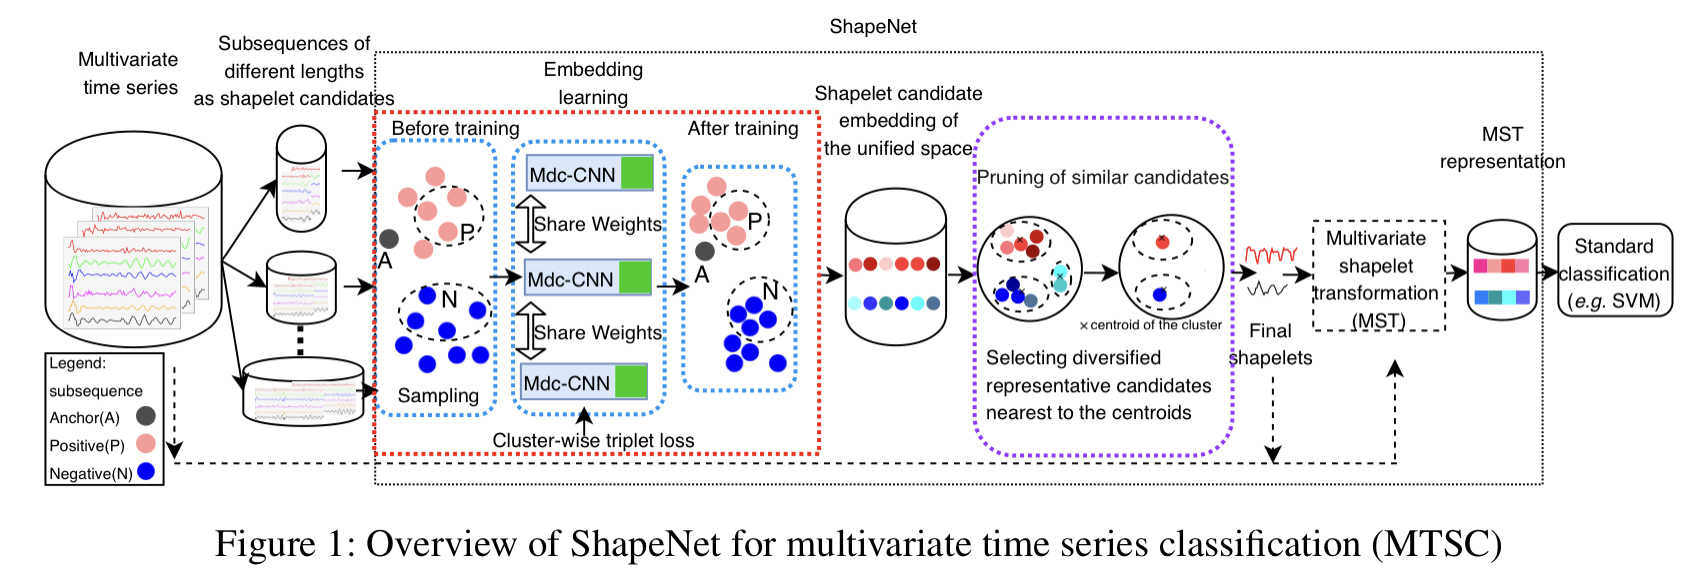 ShapeNet
Multivariate
time series
Subsequences of
different lengths
as shapelet candidates
Embedding
learning
Before training
After training
Mdc-CNN
Share Weights
Mdc-CNN
Share Weights
Mdc-CNN
P
A
N
Sampling
Cluster-wise triplet loss
P
A
N
Shapelet candidate
embedding of
the unified space
Pruning of similar candidates
× centroid of the cluster
Selecting diversified
representative candidates
nearest to the centroids
Final
shapelets
Multivariate
shapelet
transformation
(MST)
MST
representation
Standard
classification
(e.g. SVM)
Legend:
subsequence
Anchor(A)
Positive(P)
Negative(N)
Figure 1: Overview of ShapeNet for multivariate time series classification (MTSC)